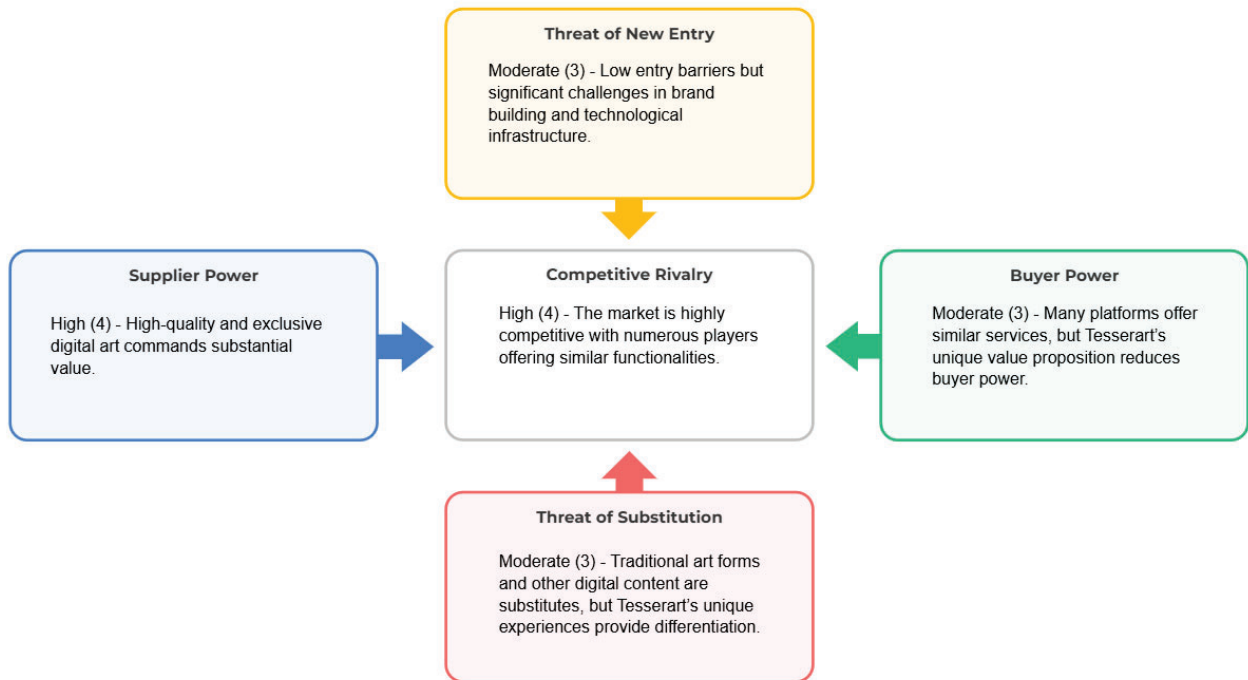 Threat of New Entry
Moderate (3) - Low entry barriers but
significant challenges in brand
building and technological
infrastructure.
Supplier Power
High (4) - High-quality and exclusive
digital art commands substantial
value.
Competitive Rivalry
High (4) - The market is highly
competitive with numerous players
offering similar functionalities.
Buyer Power
Moderate (3) - Many platforms offer
similar services, but Tesserart’s
unique value proposition reduces
buyer power.
Threat of Substitution
Moderate (3) - Traditional art forms
and other digital content are
substitutes, but Tesserart’s unique
experiences provide differentiation.